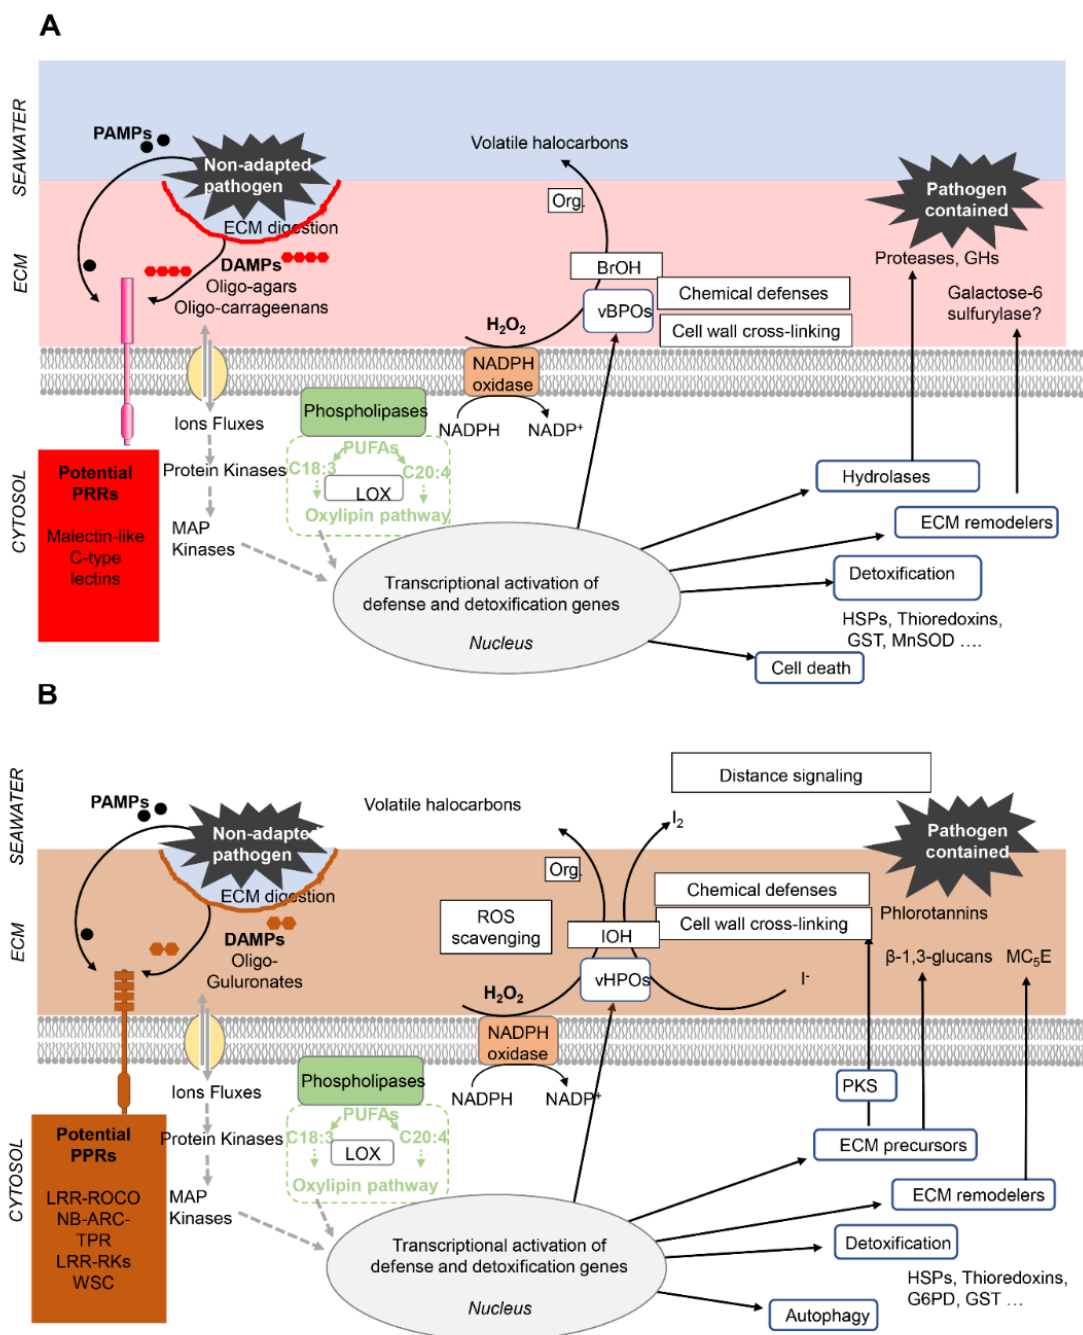 A
SEAWATER
ECM
CYTOSOL
PAMPs
Non-adapted
pathogen
ECM digestion
DAMPs
Oligo-agars
Oligo-carrageenans
Volatile halocarbons
Org.
BrOH
vBPOs
Chemical defenses
Cell wall cross-linking
H₂O₂
NADPH
oxidase
NADPH
NADP⁺
Pathogen
contained
Proteases, GHs
Galactose-6
sulfurylase?
Ions Fluxes
Protein Kinases
MAP
Kinases
Phospholipases
PUFAs
C18:3
C20:4
LOX
Oxylipin pathway
Potential
PRRs
Malectin-like
C-type
lectins
Transcriptional activation of
defense and detoxification genes
Nucleus
Hydrolases
ECM remodelers
Detoxification
HSPs, Thioredoxins,
GST, MnSOD ....
Cell death
B
SEAWATER
ECM
CYTOSOL
PAMPs
Non-adapted
pathogen
ECM digestion
DAMPs
Oligo-
Guluronates
Volatile halocarbons
Org.
I₂
Distance signaling
ROS
scavenging
IOH
vHPOs
I⁻
Chemical defenses
Cell wall cross-linking
H₂O₂
NADPH
oxidase
NADPH
NADP⁺
Pathogen
contained
Phlorotannins
β-1,3-glucans
MC₅E
Ions Fluxes
Protein Kinases
MAP
Kinases
Phospholipases
PUFAs
C18:3
C20:4
LOX
Oxylipin pathway
Potential
PPRs
LRR-ROCO
NB-ARC-
TPR
LRR-RKs
WSC
Transcriptional activation of
defense and detoxification genes
Nucleus
PKS
ECM precursors
ECM remodelers
Detoxification
HSPs, Thioredoxins,
G6PD, GST ...
Autophagy